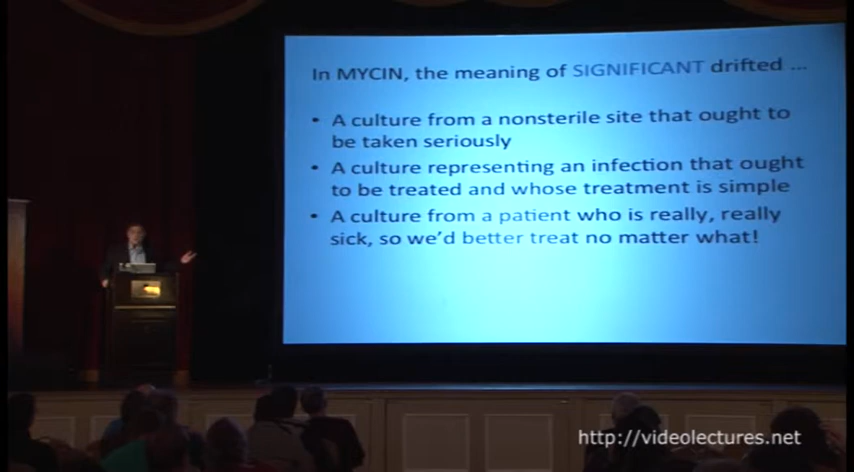 In MYCIN, the meaning of SIGNIFICANT drifted ...
• A culture from a nonsterile site that ought to
be taken seriously
• A culture representing an infection that ought
to be treated and whose treatment is simple
• A culture from a patient who is really, really
sick, so we'd better treat no matter what!
http://videolectures.net